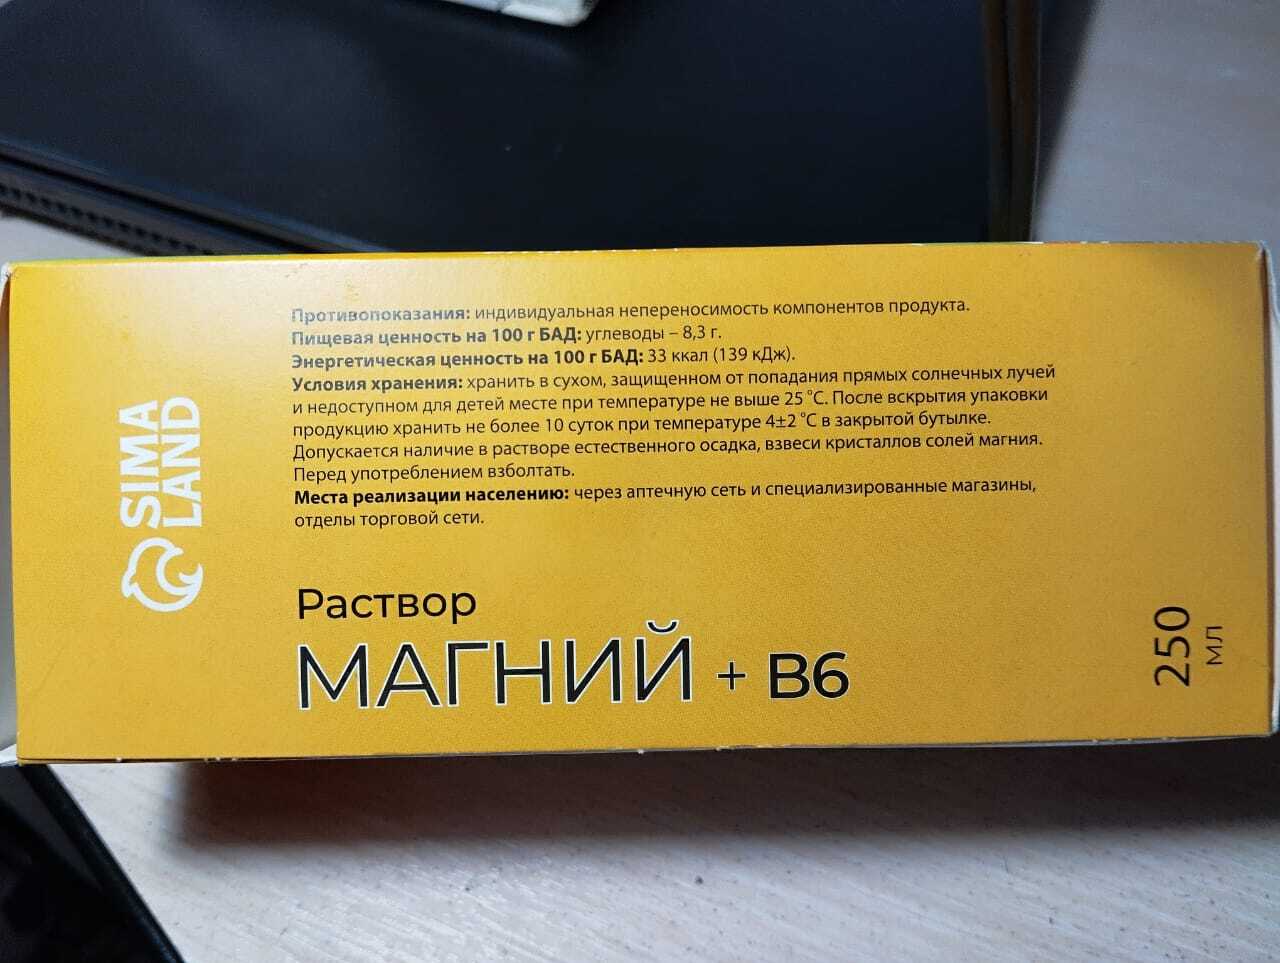 Противопоказания: индивидуальная непереносимость компонентов продукта.
Пищевая ценность на 100 г БАД: углеводы – 8,3 г.
Энергетическая ценность на 100 г БАД: 33 ккал (139 кДж).
Условия хранения: хранить в сухом, защищенном от попадания прямых солнечных лучей
и недоступном для детей месте при температуре не выше 25 °С. После вскрытия упаковки
продукцию хранить не более 10 суток при температуре 4±2 °С в закрытой бутылке.
Допускается наличие в растворе естественного осадка, взвеси кристаллов солей магния.
Перед употреблением взболтать.
Места реализации населению: через аптечную сеть и специализированные магазины,
отделы торговой сети.
SIMA
LAND
Раствор
МАГНИЙ + В6
250
МЛ